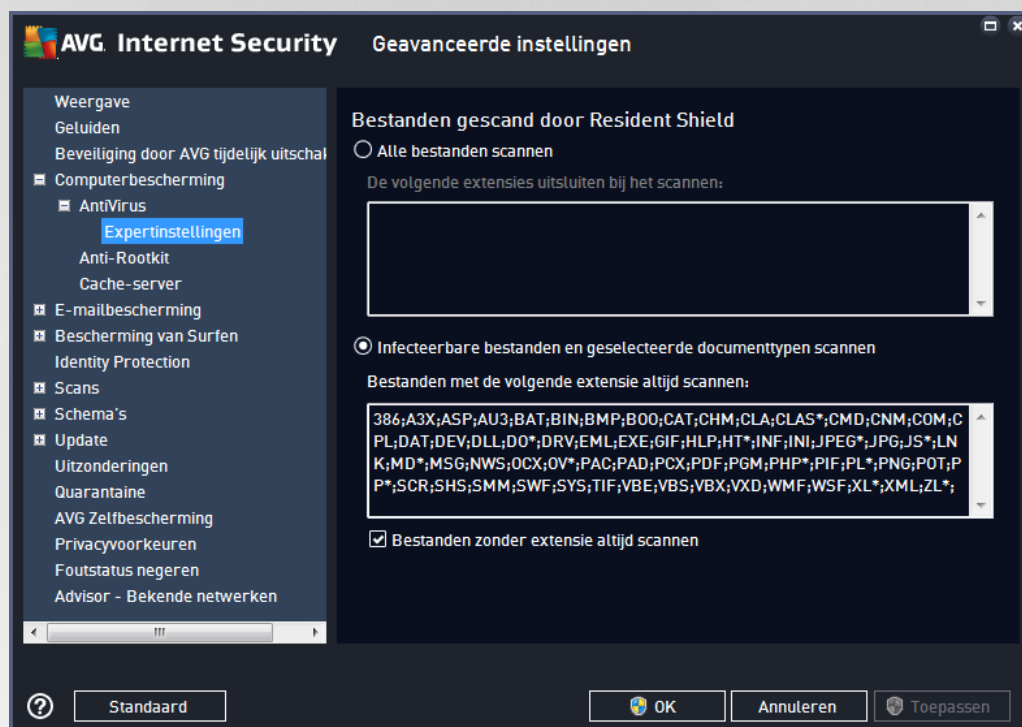 AVG. Internet Security
Geavanceerde instellingen
Weergave
Geluiden
Beveiliging door AVG tijdelijk uitschal
Computerbescherming
AntiVirus
Expertinstellingen
Anti-Rootkit
Cache-server
E-mailbescherming
Bescherming van Surfen
Identity Protection
Scans
Schema's
Update
Uitzonderingen
Quarantaine
AVG Zelfbescherming
Privacyvoorkeuren
Foutstatus negeren
Advisor - Bekende netwerken
Bestanden gescand door Resident Shield
Alle bestanden scannen
De volgende extensies uitsluiten bij het scannen:
Infecteerbare bestanden en geselecteerde documenttypen scannen
Bestanden met de volgende extensie altijd scannen:
386;A3X;ASP;AU3;BAT;BIN;BMP;BOO;CAT;CHM;CLA;CLAS*;CMD;CNM;COM;C
PL;DAT;DEV;DLL;DO*;DRV;EML;EXE;GIF;HLP;HT*;INF;INI;JPEG*;JPG;JS*;LN
K;MD*;MSG;NWS;OCX;OV*;PAC;PAD;PCX;PDF;PGM;PHP*;PIF;PL*;PNG;POT;P
P*;SCR;SHS;SMM;SWF;SYS;TIF;VBE;VBS;VBX;VXD;WMF;WSF;XL*;XML;ZL*;
Bestanden zonder extensie altijd scannen
Standaard
OK
Annuleren
Toepassen